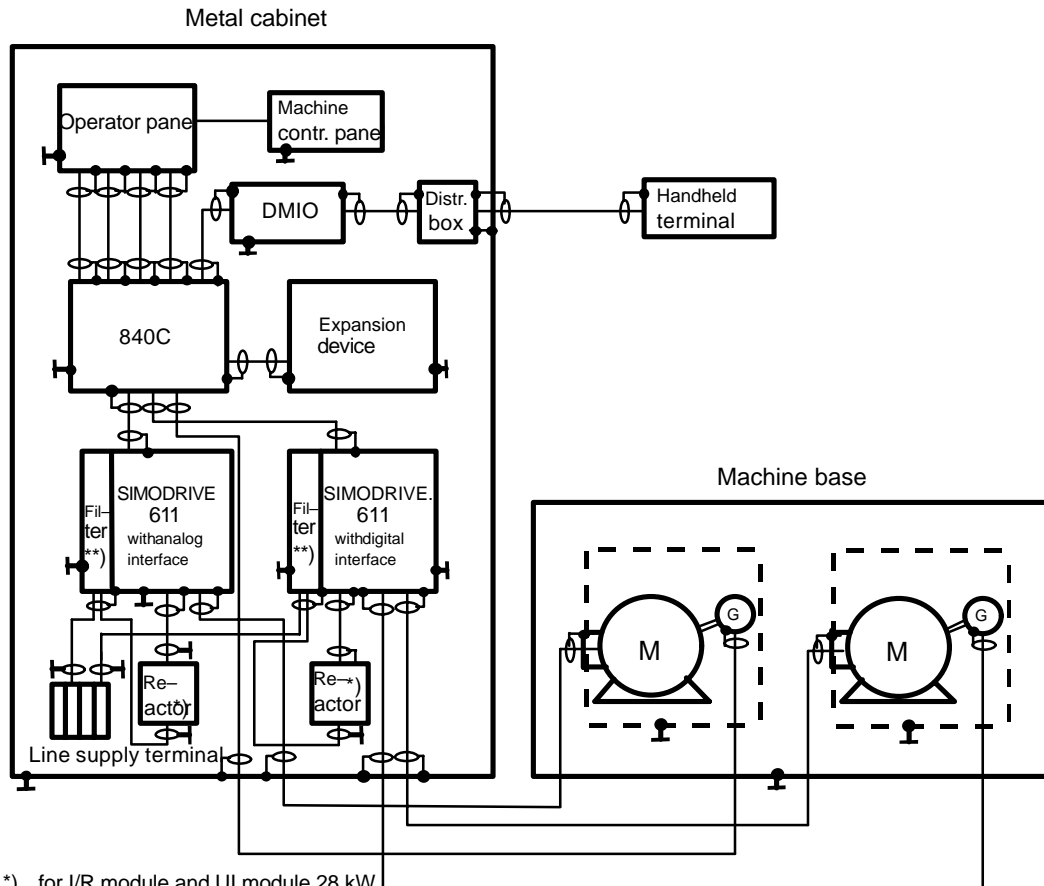 Metal cabinet
Operator pane
Machine
contr. pane
DMIO
Distr.
box
Handheld
terminal
840C
Expansion
device
Fil–
ter
**)
SIMODRIVE
611
withanalog
interface
Fil–
ter
**)
SIMODRIVE.
611
withdigital
interface
Machine base
M
G
M
G
Re–
actor
*)
Re–*)
actor
Line supply terminal
*) for I/R module and UI module 28 kW